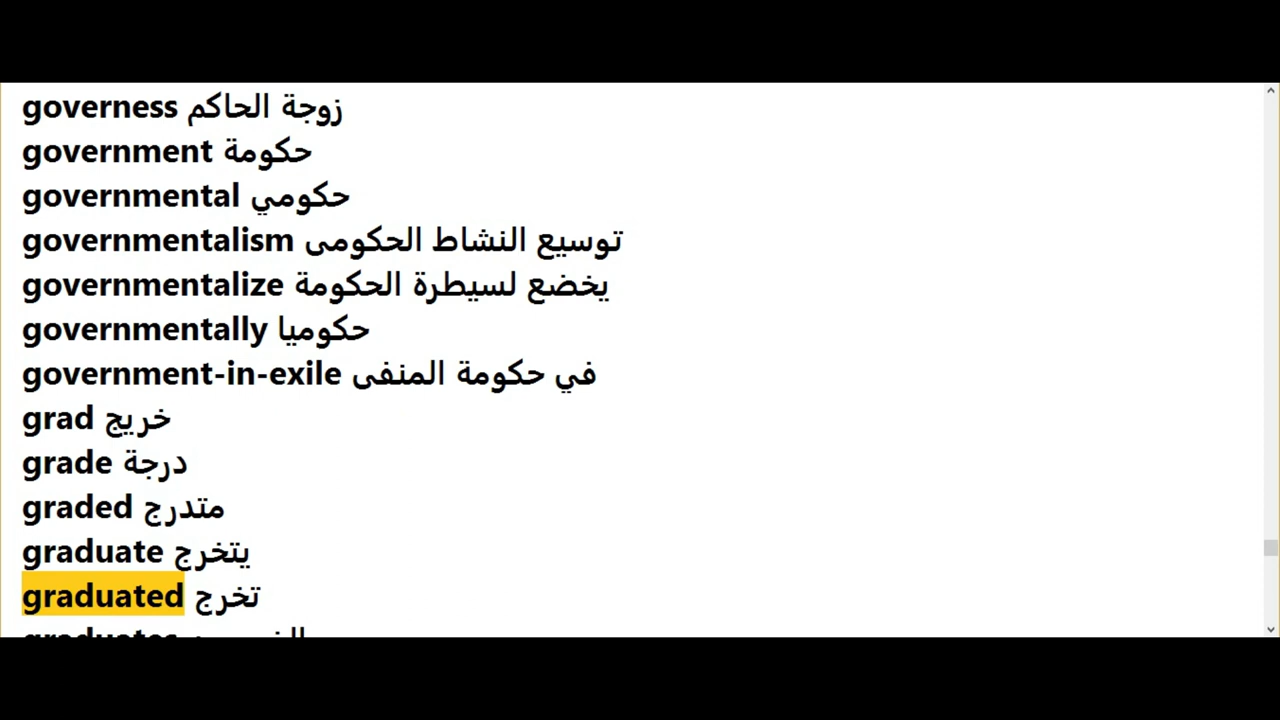 governess زوجة الحاكم
government حكومة
governmental حكومي
governmentalism توسيع النشاط الحكومى
governmentalize يخضع لسيطرة الحكومة
governmentally حكوميا
government-in-exile في حكومة المنفى
grad خريج
grade درجة
graded متدرج
graduate يتخرج
graduated تخرج
graduates